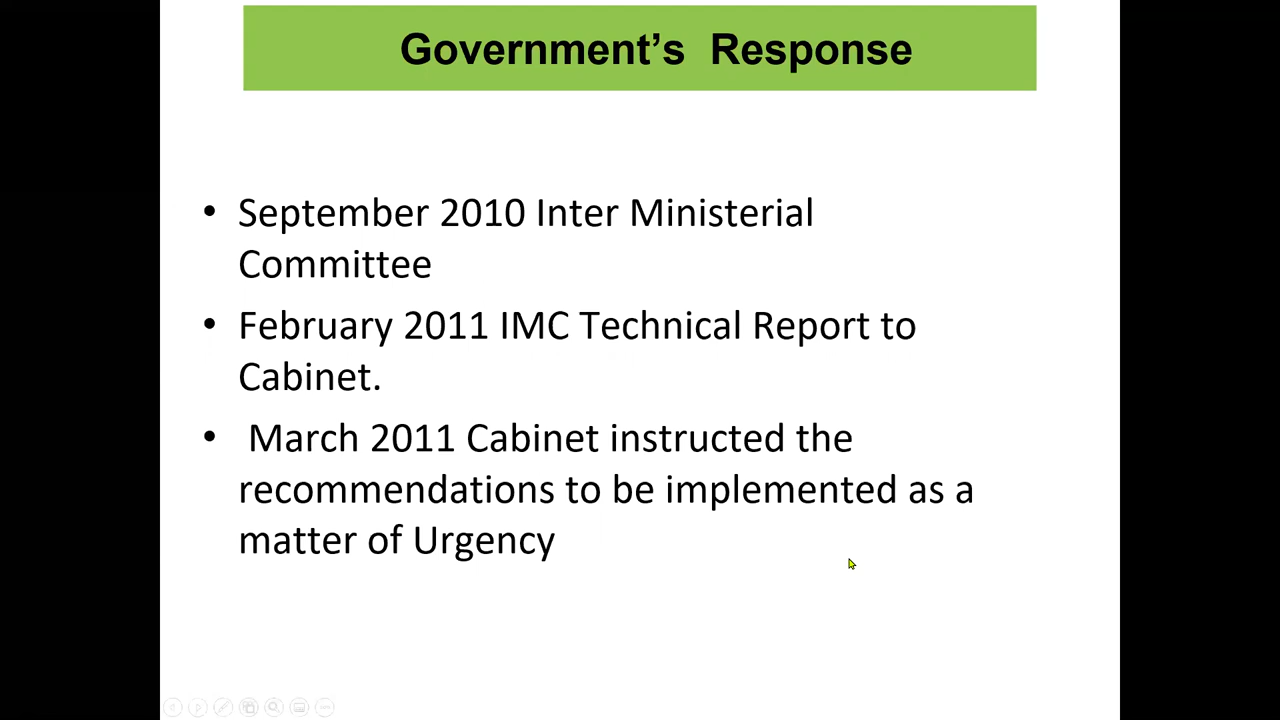 Government’s  Response
• September 2010 Inter Ministerial
Committee
• February 2011 IMC Technical Report to
Cabinet.
•  March 2011 Cabinet instructed the
recommendations to be implemented as a
matter of Urgency